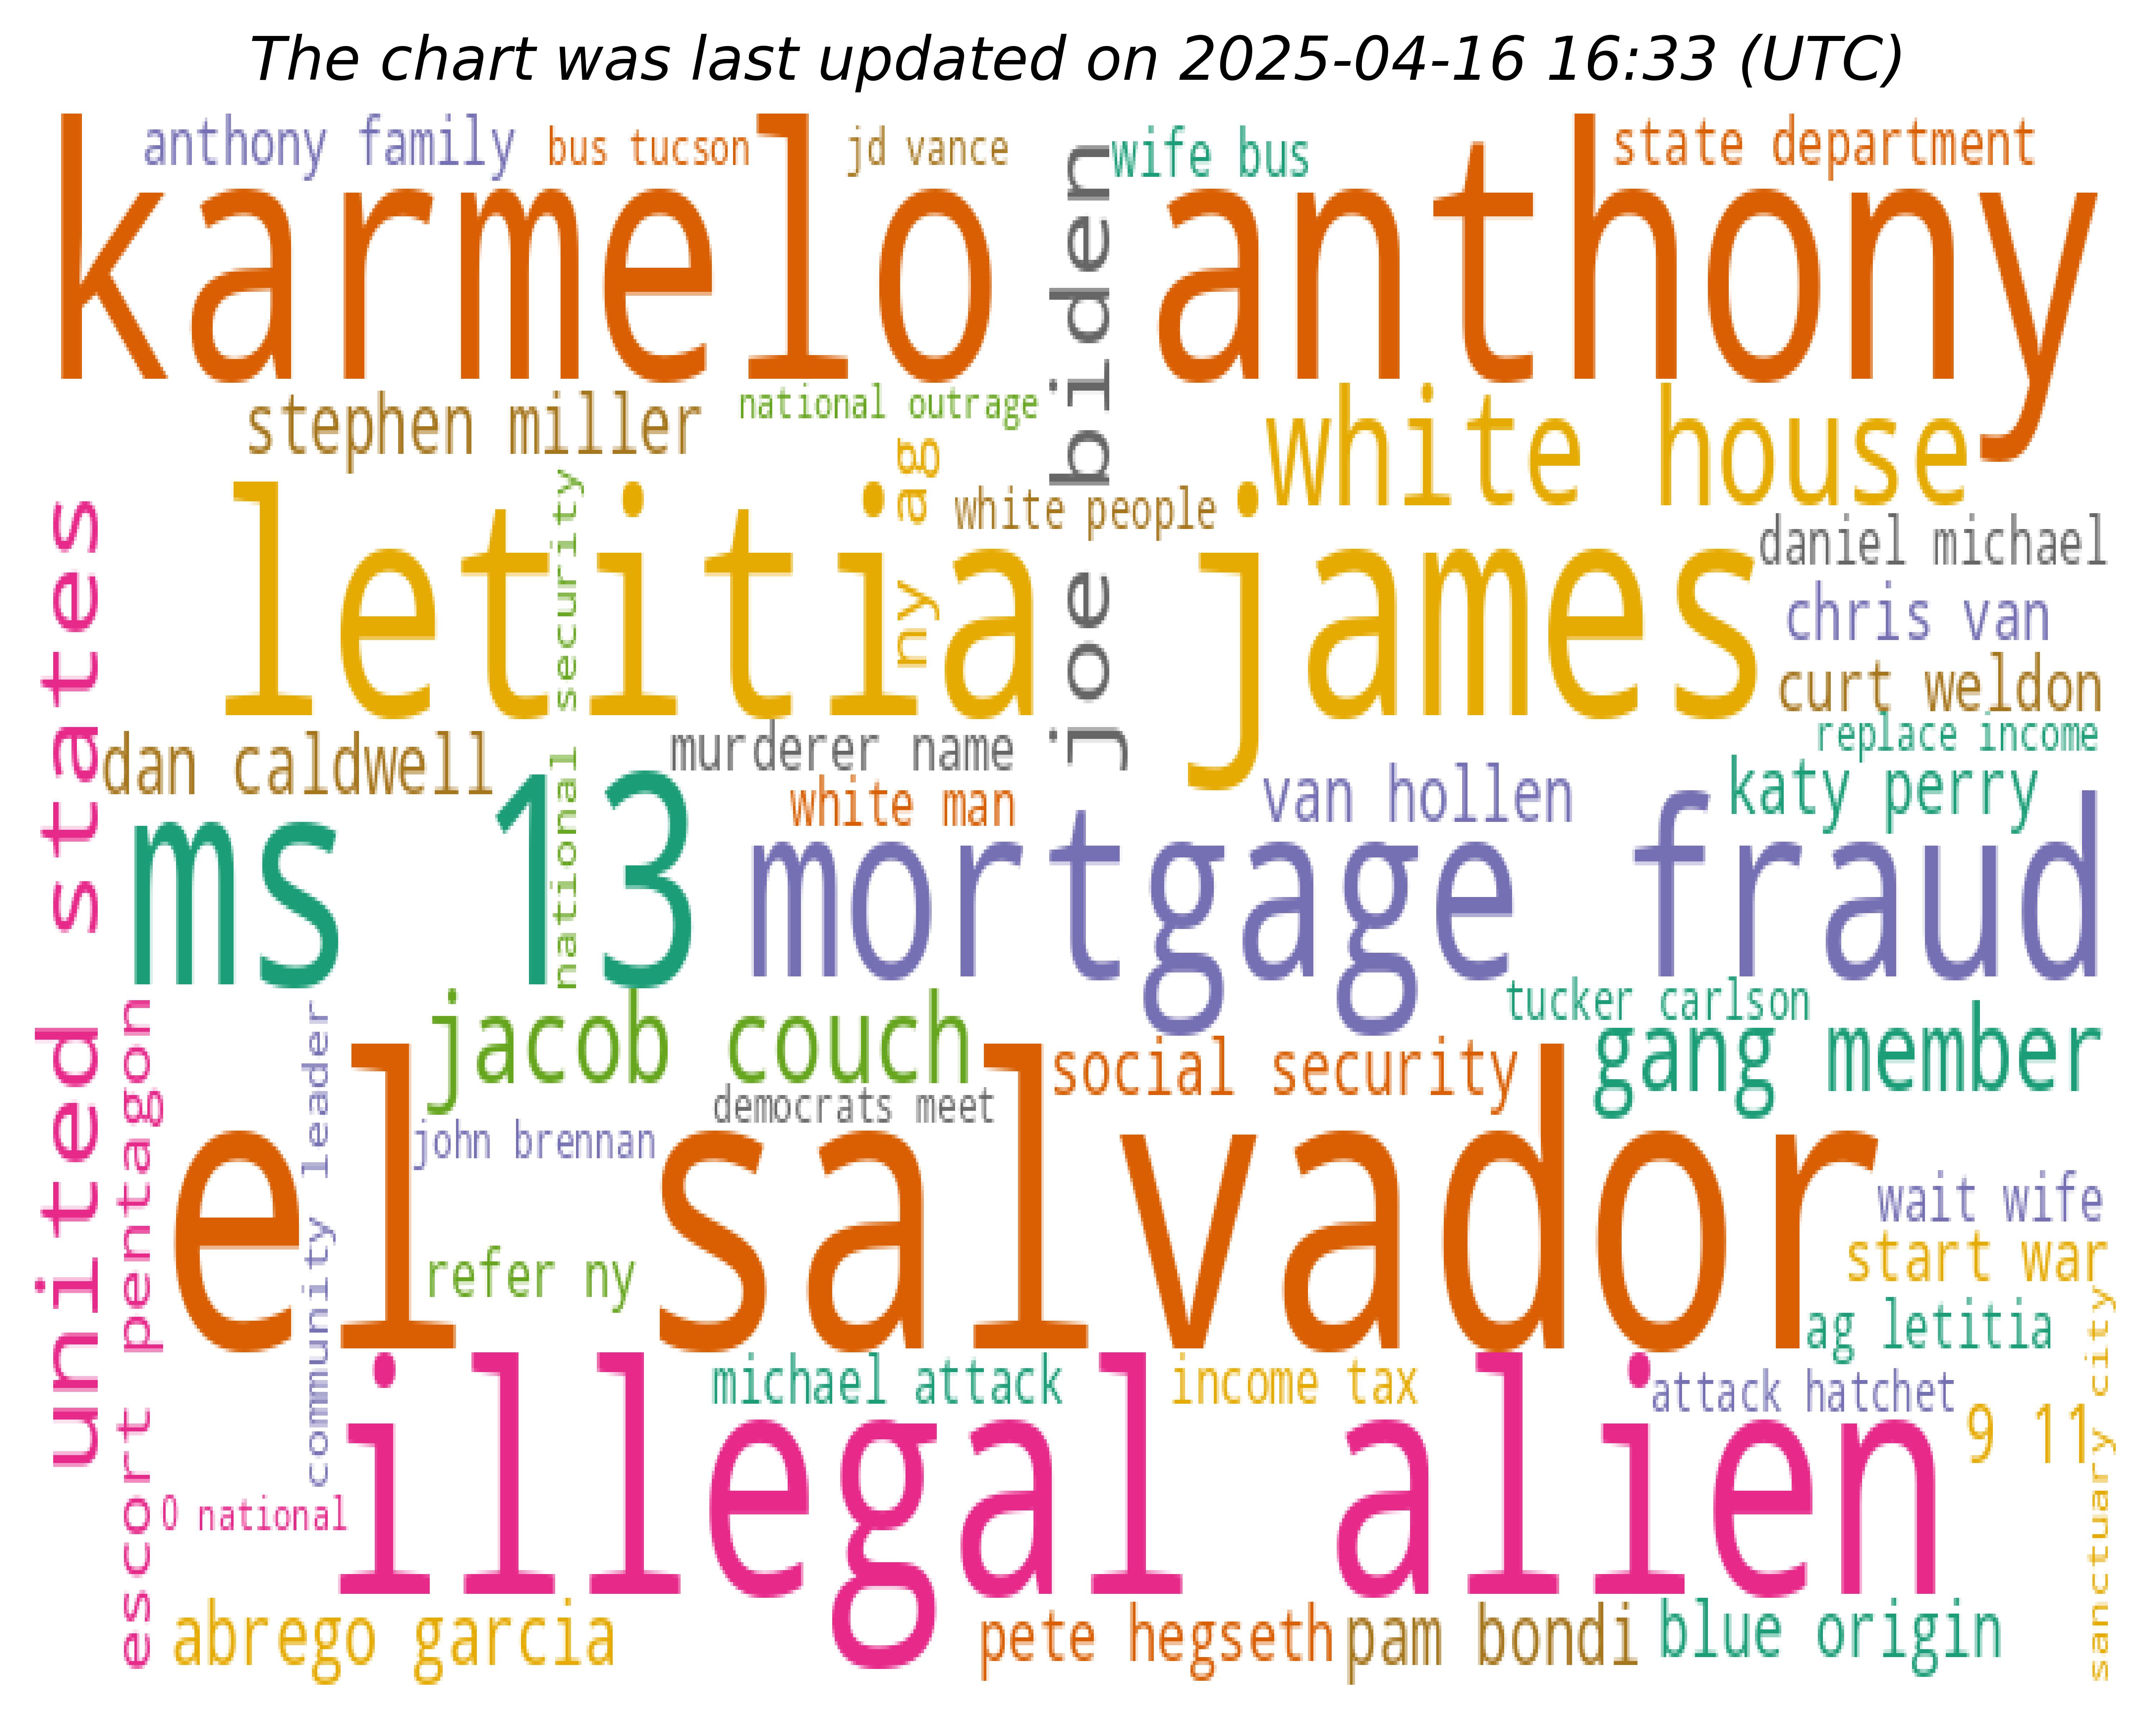 The chart was last updated on 2025-04-16 16:33 (UTC)
anthony family
bus tucson
jd vance
wife bus
state department
karmelo anthony
joe biden
stephen miller
national outrage
white house
ny ag
white people
letitia james
national security
united states
daniel michael
chris van
curt weldon
replace income
dan caldwell
murderer name
white man
van hollen
katy perry
ms 13
mortgage fraud
tucker carlson
jacob couch
social security
gang member
democrats meet
escort pentagon
community leader
john brennan
el salvador
wait wife
start war
refer ny
ag letitia
sanctuary city
michael attack
income tax
attack hatchet
9 11
illegal alien
0 national
abrego garcia
pete hegseth
pam bondi
blue origin